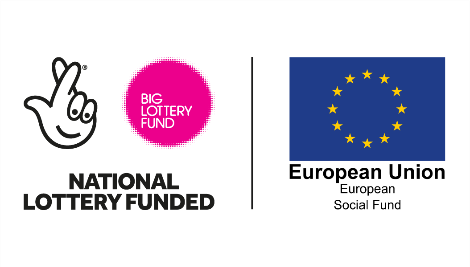 BIG
LOTTERY
FUND
NATIONAL
LOTTERY FUNDED
European Union
European
Social Fund